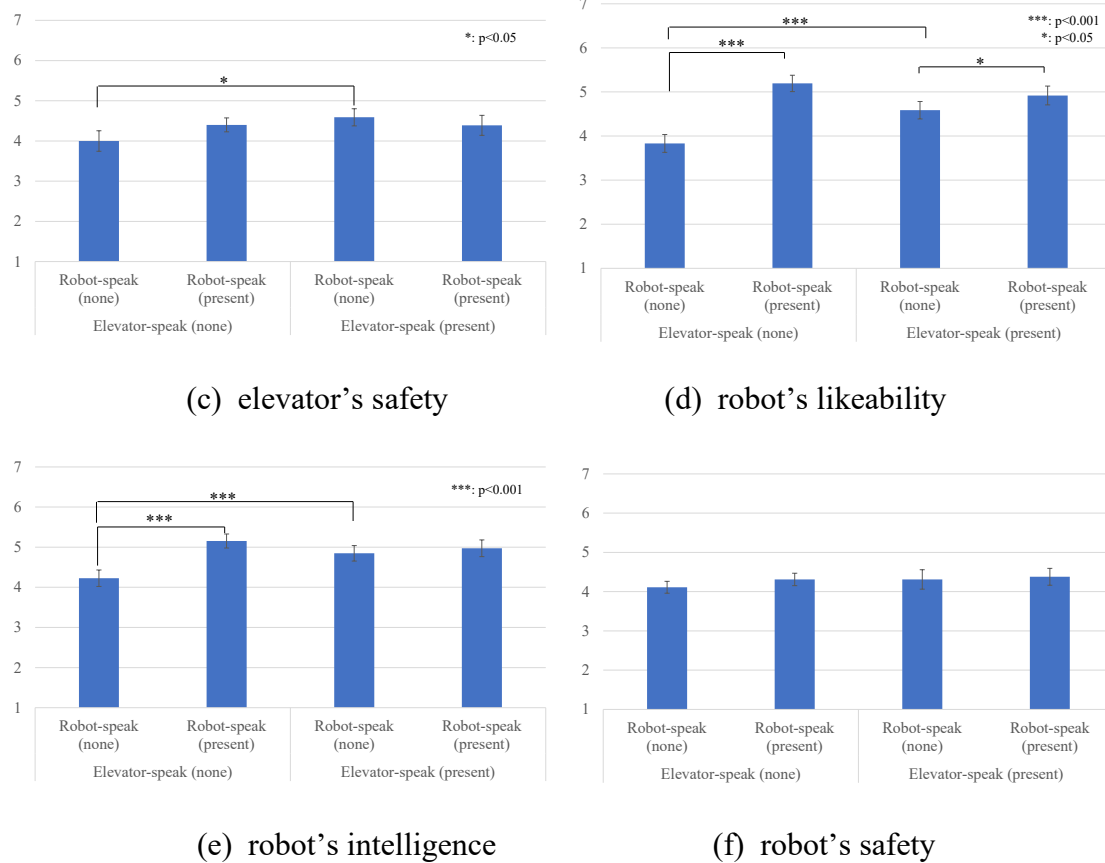 7
6
5
4
3
2
1
*: p<0.05
*
Robot-speak
(none)
Robot-speak
(present)
Robot-speak
(none)
Robot-speak
(present)
Elevator-speak (none)
Elevator-speak (present)
(c) elevator’s safety
7
6
5
4
3
2
1
***: p<0.001
*: p<0.05
***
***
*
Robot-speak
(none)
Robot-speak
(present)
Robot-speak
(none)
Robot-speak
(present)
Elevator-speak (none)
Elevator-speak (present)
(d) robot’s likeability
7
6
5
4
3
2
1
***: p<0.001
***
***
Robot-speak
(none)
Robot-speak
(present)
Robot-speak
(none)
Robot-speak
(present)
Elevator-speak (none)
Elevator-speak (present)
(e) robot’s intelligence
7
6
5
4
3
2
1
Robot-speak
(none)
Robot-speak
(present)
Robot-speak
(none)
Robot-speak
(present)
Elevator-speak (none)
Elevator-speak (present)
(f) robot’s safety